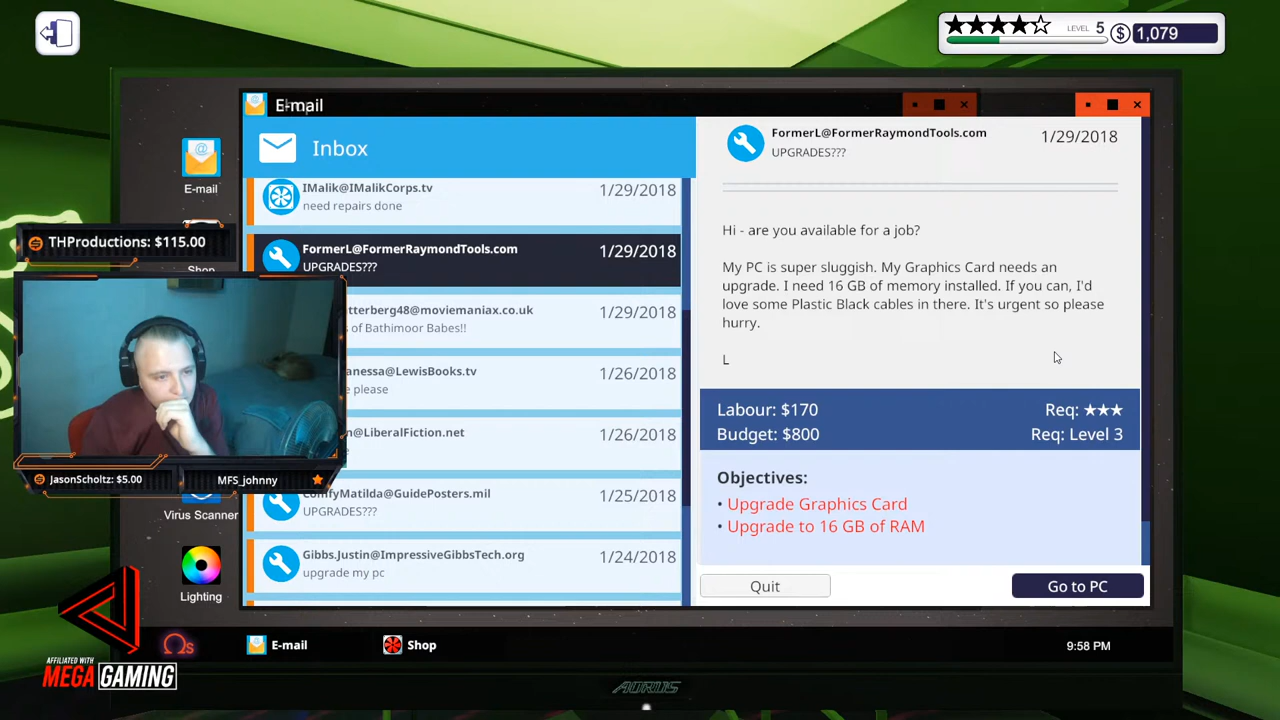 LEVEL 5
$ 1,079
E-mail
Inbox
IMalik@IMalikCorps.tv 1/29/2018
need repairs done
FormerL@FormerRaymondTools.com 1/29/2018
UPGRADES???
tterberg48@moviemaniax.co.uk 1/29/2018
s of Bathimoor Babes!!
anessa@LewisBooks.tv 1/26/2018
please
n@LiberalFiction.net 1/26/2018
ComfyMatilda@GuidePosters.mil 1/25/2018
UPGRADES???
Gibbs.Justin@ImpressiveGibbsTech.org 1/24/2018
upgrade my pc
FormerL@FormerRaymondTools.com 1/29/2018
UPGRADES???
Hi - are you available for a job?
My PC is super sluggish. My Graphics Card needs an
upgrade. I need 16 GB of memory installed. If you can, I'd
love some Plastic Black cables in there. It's urgent so please
hurry.
L
Labour: $170 Req: ★★★
Budget: $800 Req: Level 3
Objectives:
• Upgrade Graphics Card
• Upgrade to 16 GB of RAM
Quit
Go to PC
E-mail
Shop
THProductions: $115.00
JasonScholtz: $5.00
MFS_johnny
Virus Scanner
Lighting
AFFILIATED WITH
MEGA GAMING
Ωs
E-mail
Shop
9:58 PM
AORUS